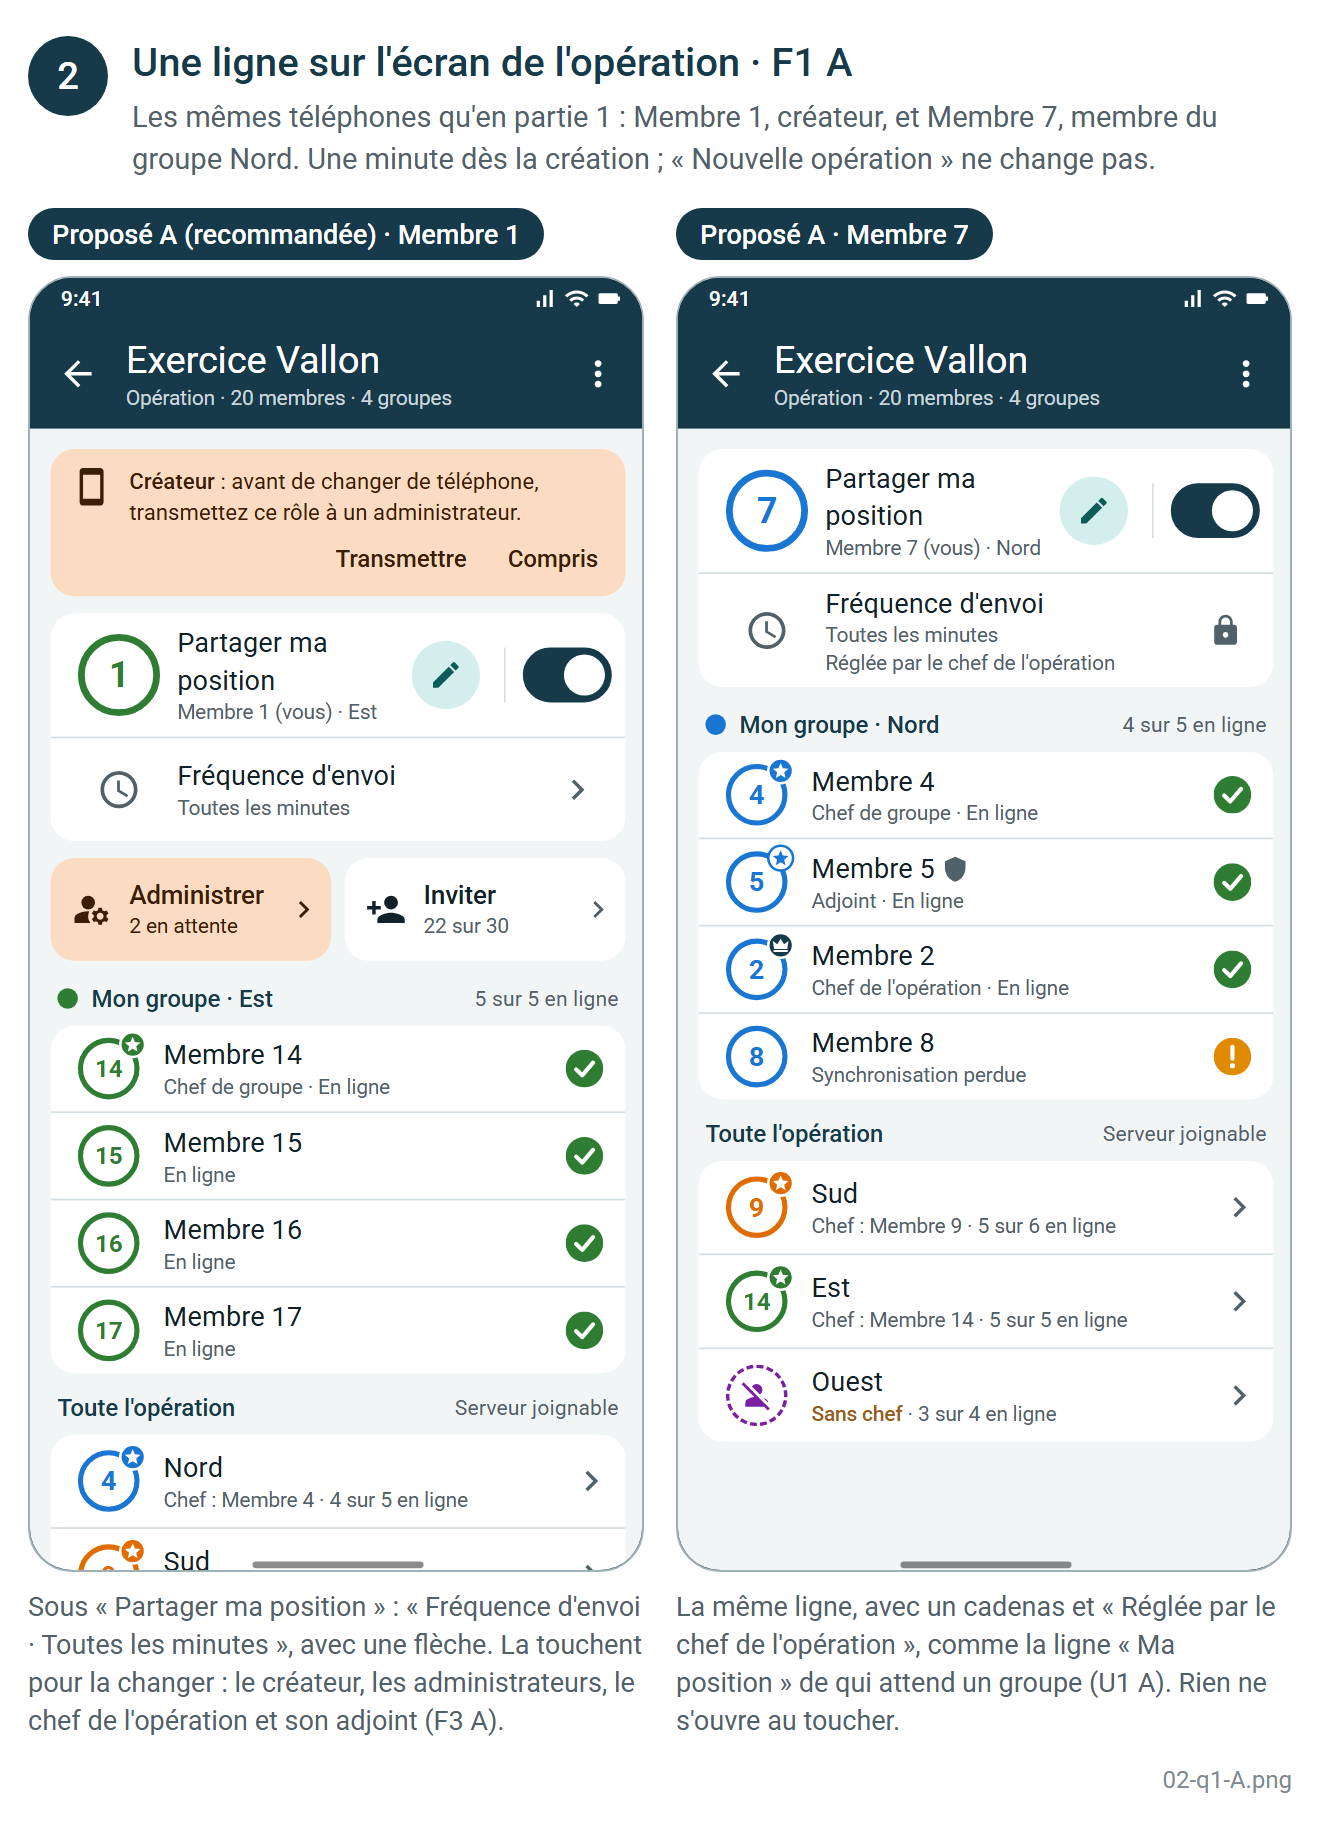 2
Une ligne sur l'écran de l'opération · F1 A
Les mêmes téléphones qu'en partie 1 : Membre 1, créateur, et Membre 7, membre du
groupe Nord. Une minute dès la création ; « Nouvelle opération » ne change pas.
Proposé A (recommandée) · Membre 1
9:41
Exercice Vallon
Opération · 20 membres · 4 groupes
Créateur : avant de changer de téléphone,
transmettez ce rôle à un administrateur.
Transmettre Compris
1
Partager ma
position
Membre 1 (vous) · Est
Fréquence d'envoi
Toutes les minutes
Administrer
2 en attente
Inviter
22 sur 30
Mon groupe · Est 5 sur 5 en ligne
14
Membre 14
Chef de groupe · En ligne
15
Membre 15
En ligne
16
Membre 16
En ligne
17
Membre 17
En ligne
Toute l'opération Serveur joignable
4
Nord
Chef : Membre 4 · 4 sur 5 en ligne
Sud
Sous « Partager ma position » : « Fréquence d'envoi
· Toutes les minutes », avec une flèche. La touchent
pour la changer : le créateur, les administrateurs, le
chef de l'opération et son adjoint (F3 A).
Proposé A · Membre 7
9:41
Exercice Vallon
Opération · 20 membres · 4 groupes
7
Partager ma
position
Membre 7 (vous) · Nord
Fréquence d'envoi
Toutes les minutes
Réglée par le chef de l'opération
Mon groupe · Nord 4 sur 5 en ligne
4
Membre 4
Chef de groupe · En ligne
5
Membre 5
Adjoint · En ligne
2
Membre 2
Chef de l'opération · En ligne
8
Membre 8
Synchronisation perdue
Toute l'opération Serveur joignable
9
Sud
Chef : Membre 9 · 5 sur 6 en ligne
14
Est
Chef : Membre 14 · 5 sur 5 en ligne
Ouest
Sans chef · 3 sur 4 en ligne
La même ligne, avec un cadenas et « Réglée par le
chef de l'opération », comme la ligne « Ma
position » de qui attend un groupe (U1 A). Rien ne
s'ouvre au toucher.
02-q1-A.png